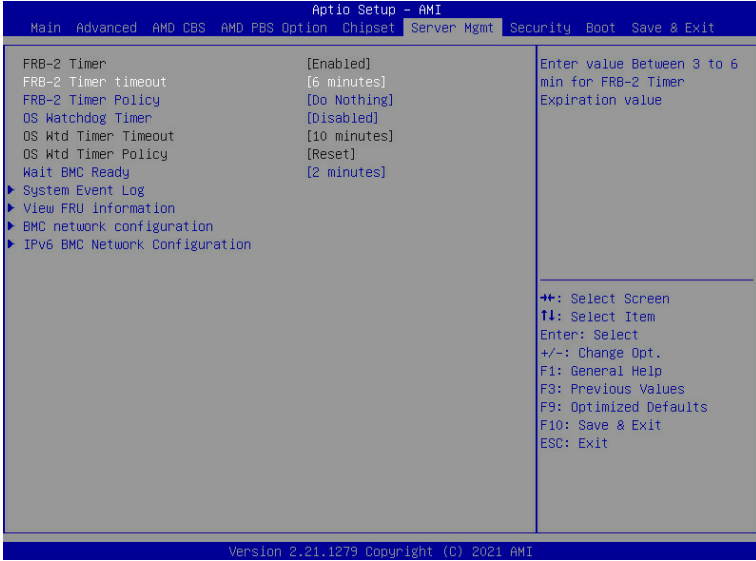 Aptio Setup – AMI
Main Advanced AMD CBS AMD PBS Option Chipset Server Mgmt Security Boot Save & Exit
FRB-2 Timer [Enabled]
FRB-2 Timer timeout [6 minutes]
FRB-2 Timer Policy [Do Nothing]
OS Watchdog Timer [Disabled]
OS Wtd Timer Timeout [10 minutes]
OS Wtd Timer Policy [Reset]
Wait BMC Ready [2 minutes]
System Event Log
View FRU information
BMC network configuration
IPv6 BMC Network Configuration
Enter value Between 3 to 6
min for FRB-2 Timer
Expiration value
→←: Select Screen
↑↓: Select Item
Enter: Select
+/-: Change Opt.
F1: General Help
F3: Previous Values
F9: Optimized Defaults
F10: Save & Exit
ESC: Exit
Version 2.21.1279 Copyright (C) 2021 AMI